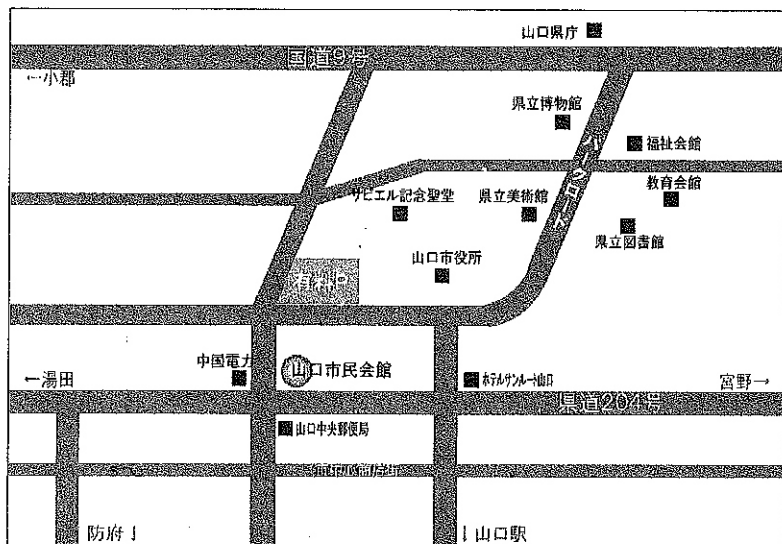 山口県庁
国道9号
←小郡
県立博物館
福祉会館
パークロード
教育会館
ザビエル記念聖堂
県立美術館
県立図書館
山口市役所
有料P
中国電力
山口市民会館
←湯田
ホテルサンルート山口
宮野→
県道204号
山口中央郵便局
防府↓
↓山口駅